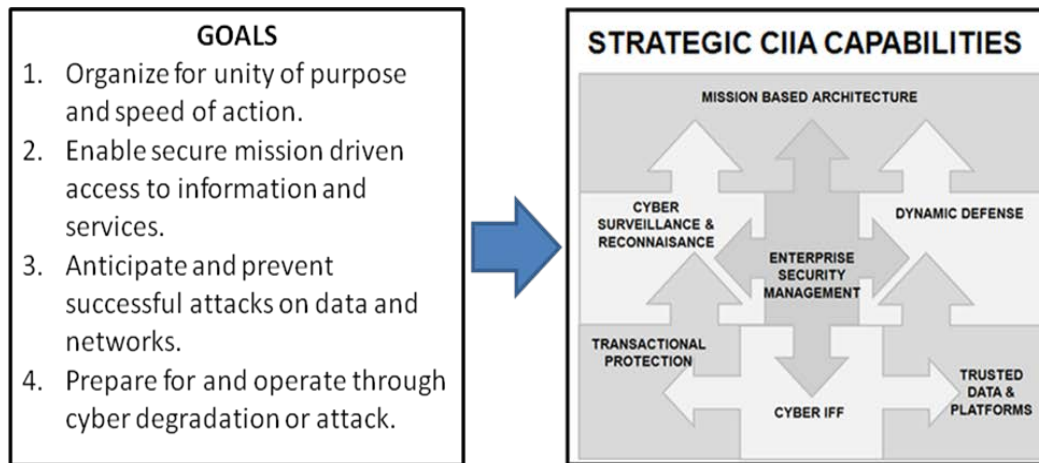 GOALS
1. Organize for unity of purpose
and speed of action.
2. Enable secure mission driven
access to information and
services.
3. Anticipate and prevent
successful attacks on data and
networks.
4. Prepare for and operate through
cyber degradation or attack.
STRATEGIC CIIA CAPABILITIES
MISSION BASED ARCHITECTURE
CYBER
SURVEILLANCE &
RECONNAISANCE
DYNAMIC DEFENSE
ENTERPRISE
SECURITY
MANAGEMENT
TRANSACTIONAL
PROTECTION
CYBER IFF
TRUSTED
DATA &
PLATFORMS